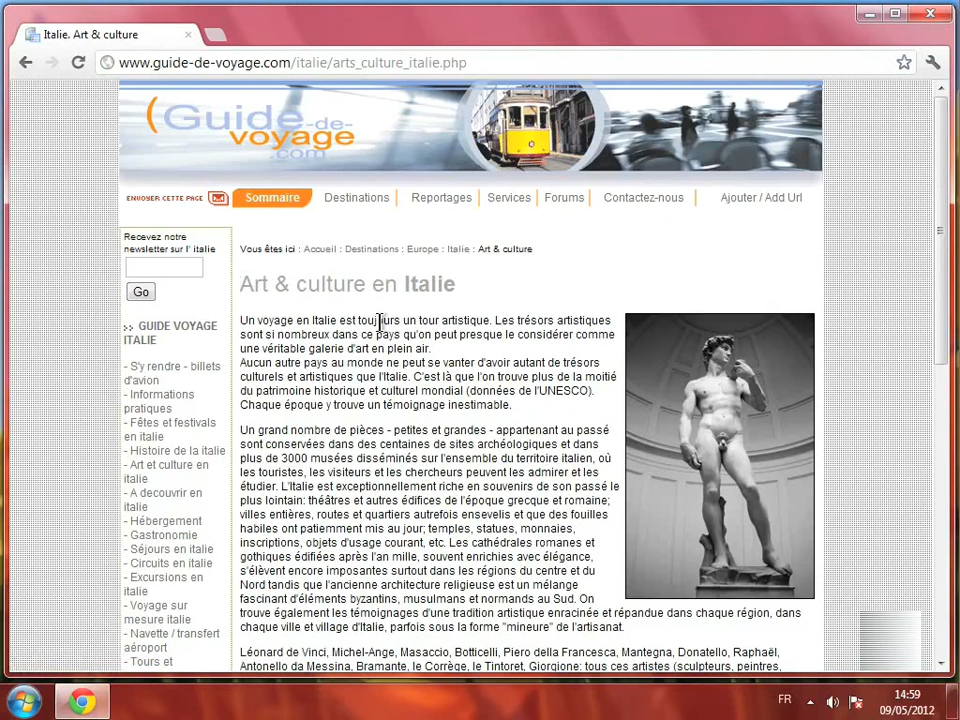 Italie. Art & culture
www.guide-de-voyage.com/italie/arts_culture_italie.php
(Guide-de-
voyage
.com
ENVOYER CETTE PAGE
Sommaire
Destinations
Reportages
Services
Forums
Contactez-nous
Ajouter / Add Url
Recevez notre
newsletter sur l' italie
Go
GUIDE VOYAGE
ITALIE
- S'y rendre - billets
d'avion
- Informations
pratiques
- Fêtes et festivals
en italie
- Histoire de la italie
- Art et culture en
italie
- A decouvrir en
italie
- Hébergement
- Gastronomie
- Séjours en italie
- Circuits en italie
- Excursions en
italie
- Voyage sur
mesure italie
- Navette / transfert
aéroport
- Tours et
Vous êtes ici : Accueil : Destinations : Europe : Italie : Art & culture
Art & culture en Italie
Un voyage en Italie est toujours un tour artistique. Les trésors artistiques
sont si nombreux dans ce pays qu'on peut presque le considérer comme
une véritable galerie d'art en plein air.
Aucun autre pays au monde ne peut se vanter d'avoir autant de trésors
culturels et artistiques que l'Italie. C'est là que l'on trouve plus de la moitié
du patrimoine historique et culturel mondial (données de l'UNESCO).
Chaque époque y trouve un témoignage inestimable.
Un grand nombre de pièces - petites et grandes - appartenant au passé
sont conservées dans des centaines de sites archéologiques et dans
plus de 3000 musées disséminés sur l'ensemble du territoire italien, où
les touristes, les visiteurs et les chercheurs peuvent les admirer et les
étudier. L'Italie est exceptionnellement riche en souvenirs de son passé le
plus lointain: théâtres et autres édifices de l'époque grecque et romaine;
villes entières, routes et quartiers autrefois ensevelis et que des fouilles
habiles ont patiemment mis au jour; temples, statues, monnaies,
inscriptions, objets d'usage courant, etc. Les cathédrales romanes et
gothiques édifiées après l'an mille, souvent enrichies avec élégance,
s'élèvent encore imposantes surtout dans les régions du centre et du
Nord tandis que l'ancienne architecture religieuse est un mélange
fascinant d'éléments byzantins, musulmans et normands au Sud. On
trouve également les témoignages d'une tradition artistique enracinée et répandue dans chaque région, dans
chaque ville et village d'Italie, parfois sous la forme "mineure" de l'artisanat.
Léonard de Vinci, Michel-Ange, Masaccio, Botticelli, Piero della Francesca, Mantegna, Donatello, Raphaël,
Antonello da Messina, Bramante, le Corrège, le Tintoret, Giorgione: tous ces artistes (sculpteurs, peintres,
FR
14:59
09/05/2012